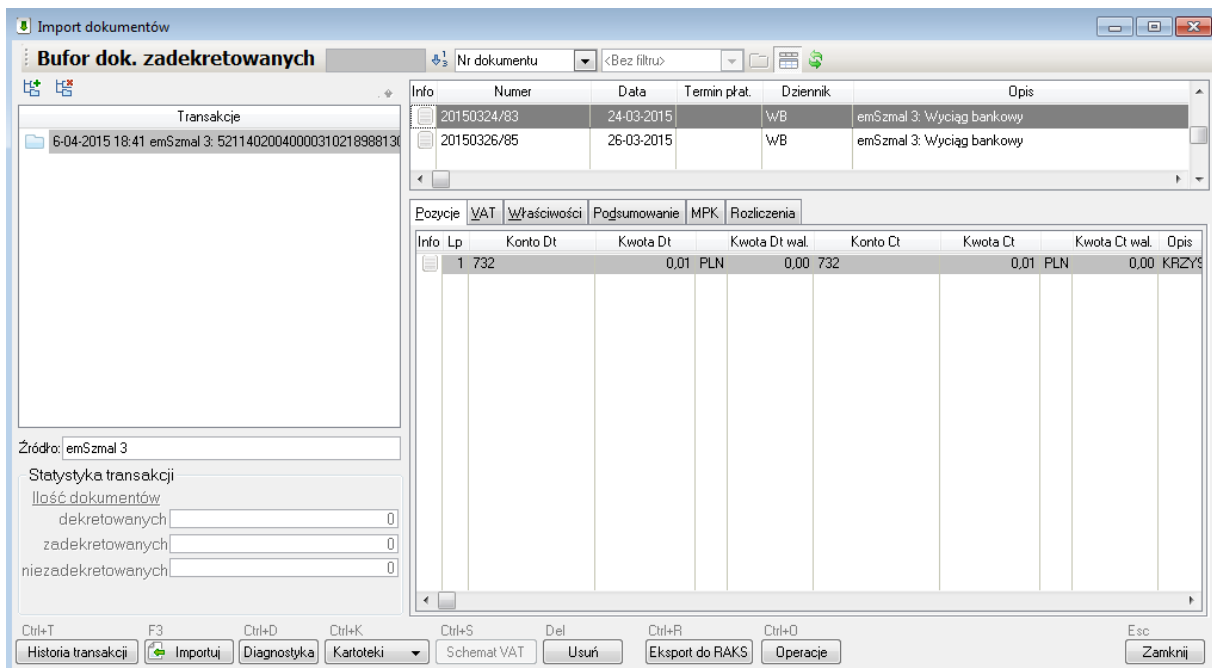 Import dokumentów
Bufor dok. zadekretowanych
Nr dokumentu
<Bez filtru>
Transakcje
6-04-2015 18:41 emSzmal 3: 52114020040000310218988130
Info Numer Data Termin płat. Dziennik Opis
20150324/83 24-03-2015 WB emSzmal 3: Wyciąg bankowy
20150326/85 26-03-2015 WB emSzmal 3: Wyciąg bankowy
Pozycje VAT Właściwości Podsumowanie MPK Rozliczenia
Info Lp Konto Dt Kwota Dt Kwota Dt wal. Konto Ct Kwota Ct Kwota Ct wal. Opis
1 732 0,01 PLN 0,00 732 0,01 PLN 0,00 KRZYS
Źródło: emSzmal 3
Statystyka transakcji
Ilość dokumentów
dekretowanych 0
zadekretowanych 0
niezadekretowanych 0
Ctrl+T F3 Ctrl+D Ctrl+K Ctrl+S Del Ctrl+R Ctrl+O Esc
Historia transakcji Importuj Diagnostyka Kartoteki Schemat VAT Usuń Eksport do RAKS Operacje Zamknij